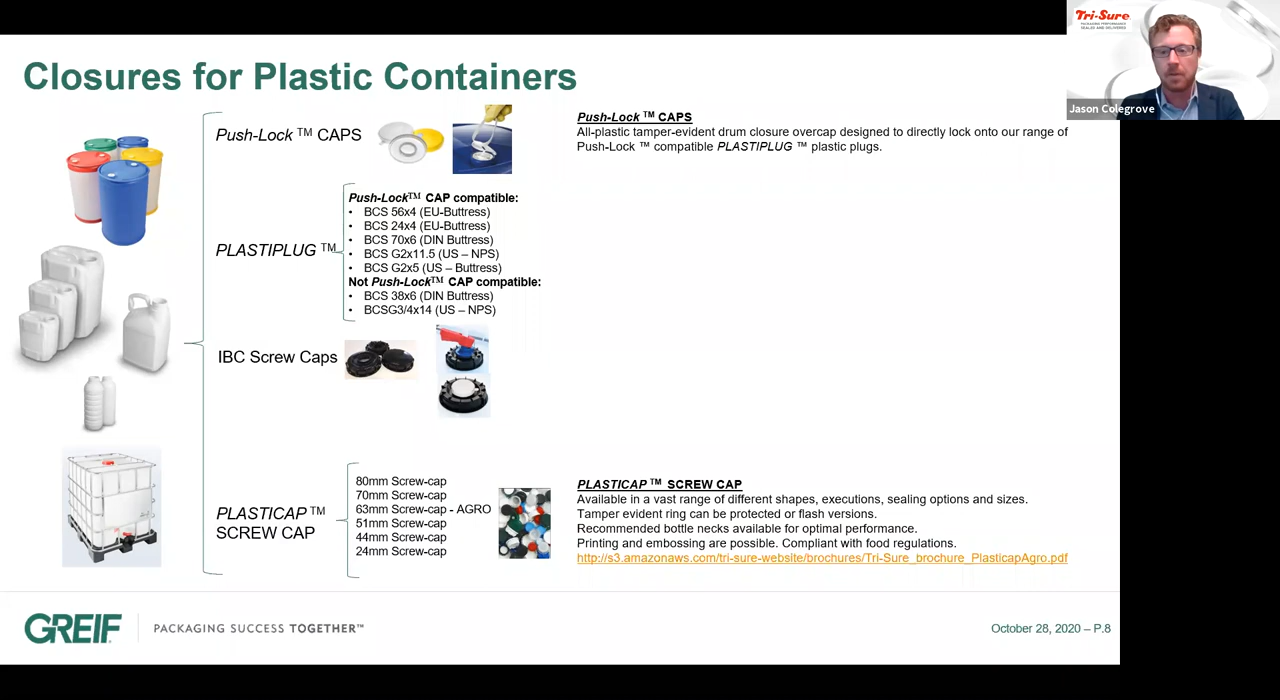 Tri-Sure
Jason Colegrove
Closures for Plastic Containers
Push-Lock ™ CAPS
Push-Lock ™ CAPS
All-plastic tamper-evident drum closure overcap designed to directly lock onto our range of
Push-Lock ™ compatible PLASTIPLUG ™ plastic plugs.
PLASTIPLUG ™
Push-Lock™ CAP compatible:
• BCS 56x4 (EU-Buttress)
• BCS 24x4 (EU-Buttress)
• BCS 70x6 (DIN Buttress)
• BCS G2x11.5 (US – NPS)
• BCS G2x5 (US – Buttress)
Not Push-Lock™ CAP compatible:
• BCS 38x6 (DIN Buttress)
• BCSG3/4x14 (US – NPS)
IBC Screw Caps
PLASTICAP ™
SCREW CAP
80mm Screw-cap
70mm Screw-cap
63mm Screw-cap - AGRO
51mm Screw-cap
44mm Screw-cap
24mm Screw-cap
PLASTICAP ™ SCREW CAP
Available in a vast range of different shapes, executions, sealing options and sizes.
Tamper evident ring can be protected or flash versions.
Recommended bottle necks available for optimal performance.
Printing and embossing are possible. Compliant with food regulations.
http://s3.amazonaws.com/tri-sure-website/brochures/Tri-Sure_brochure_PlasticapAgro.pdf
GREIF
PACKAGING SUCCESS TOGETHER™
October 28, 2020 – P.8